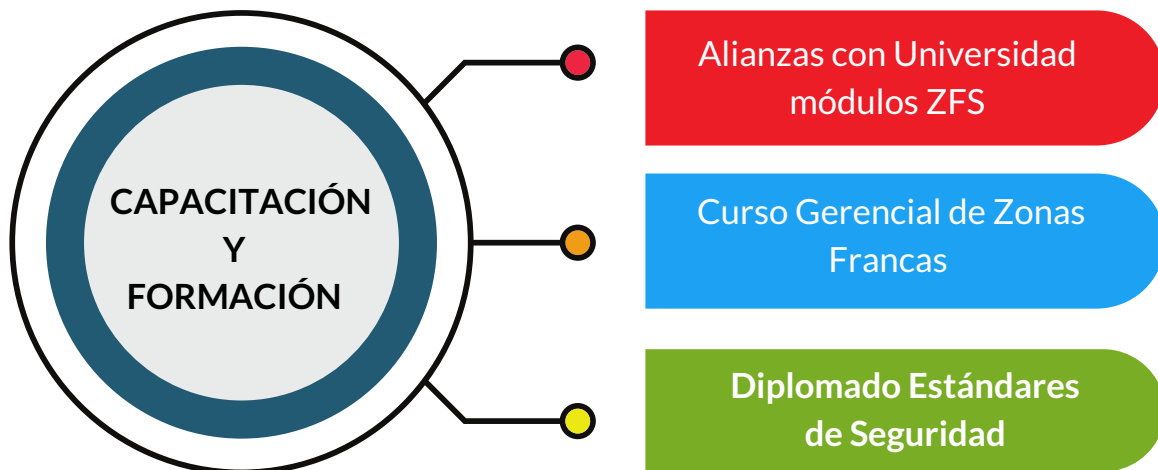 CAPACITACIÓN
Y
FORMACIÓN
Alianzas con Universidad
módulos ZFS
Curso Gerencial de Zonas
Francas
Diplomado Estándares
de Seguridad